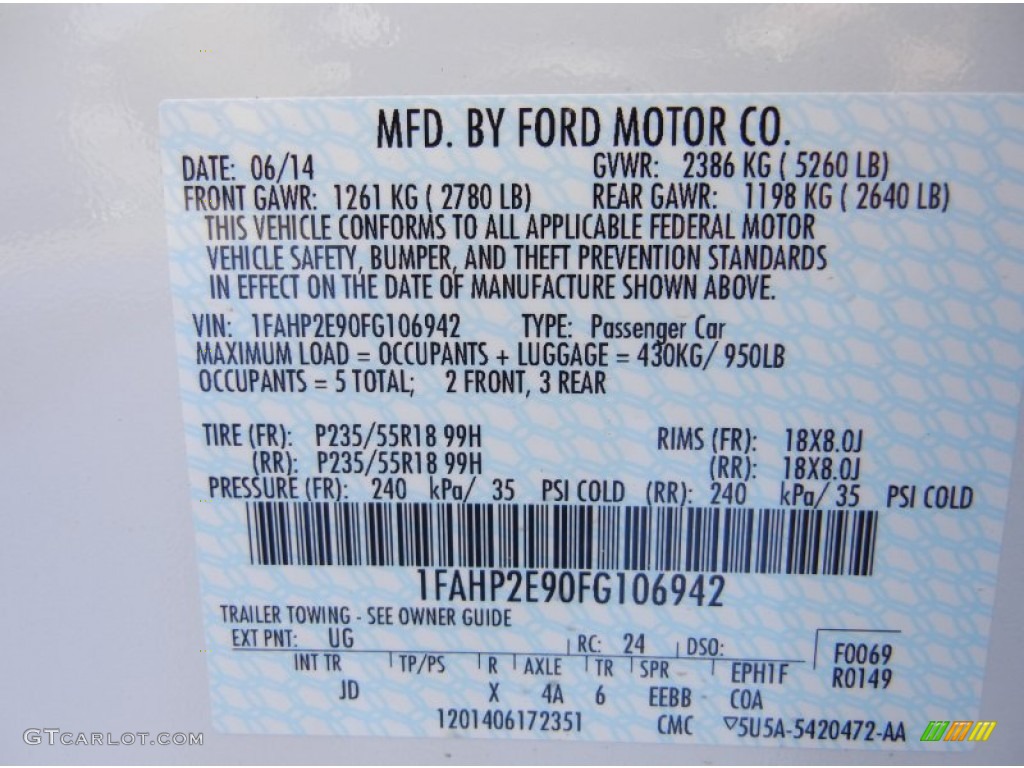 MFD. BY FORD MOTOR CO.
DATE: 06/14 GVWR: 2386 KG ( 5260 LB)
FRONT GAWR: 1261 KG ( 2780 LB) REAR GAWR: 1198 KG ( 2640 LB)
THIS VEHICLE CONFORMS TO ALL APPLICABLE FEDERAL MOTOR
VEHICLE SAFETY, BUMPER, AND THEFT PREVENTION STANDARDS
IN EFFECT ON THE DATE OF MANUFACTURE SHOWN ABOVE.
VIN: 1FAHP2E90FG106942 TYPE: Passenger Car
MAXIMUM LOAD = OCCUPANTS + LUGGAGE = 430KG/ 950LB
OCCUPANTS = 5 TOTAL; 2 FRONT, 3 REAR
TIRE (FR): P235/55R18 99H RIMS (FR): 18X8.0J
(RR): P235/55R18 99H (RR): 18X8.0J
PRESSURE (FR): 240 kPa/ 35 PSI COLD (RR): 240 kPa/ 35 PSI COLD
1FAHP2E90FG106942
TRAILER TOWING - SEE OWNER GUIDE
EXT PNT: UG RC: 24 DSO: F0069
INT TR TP/PS R AXLE TR SPR EPH1F R0149
JD X 4A 6 EEBB COA
1201406172351 CMC ▽5U5A-5420472-AA
GTCARLOT.COM